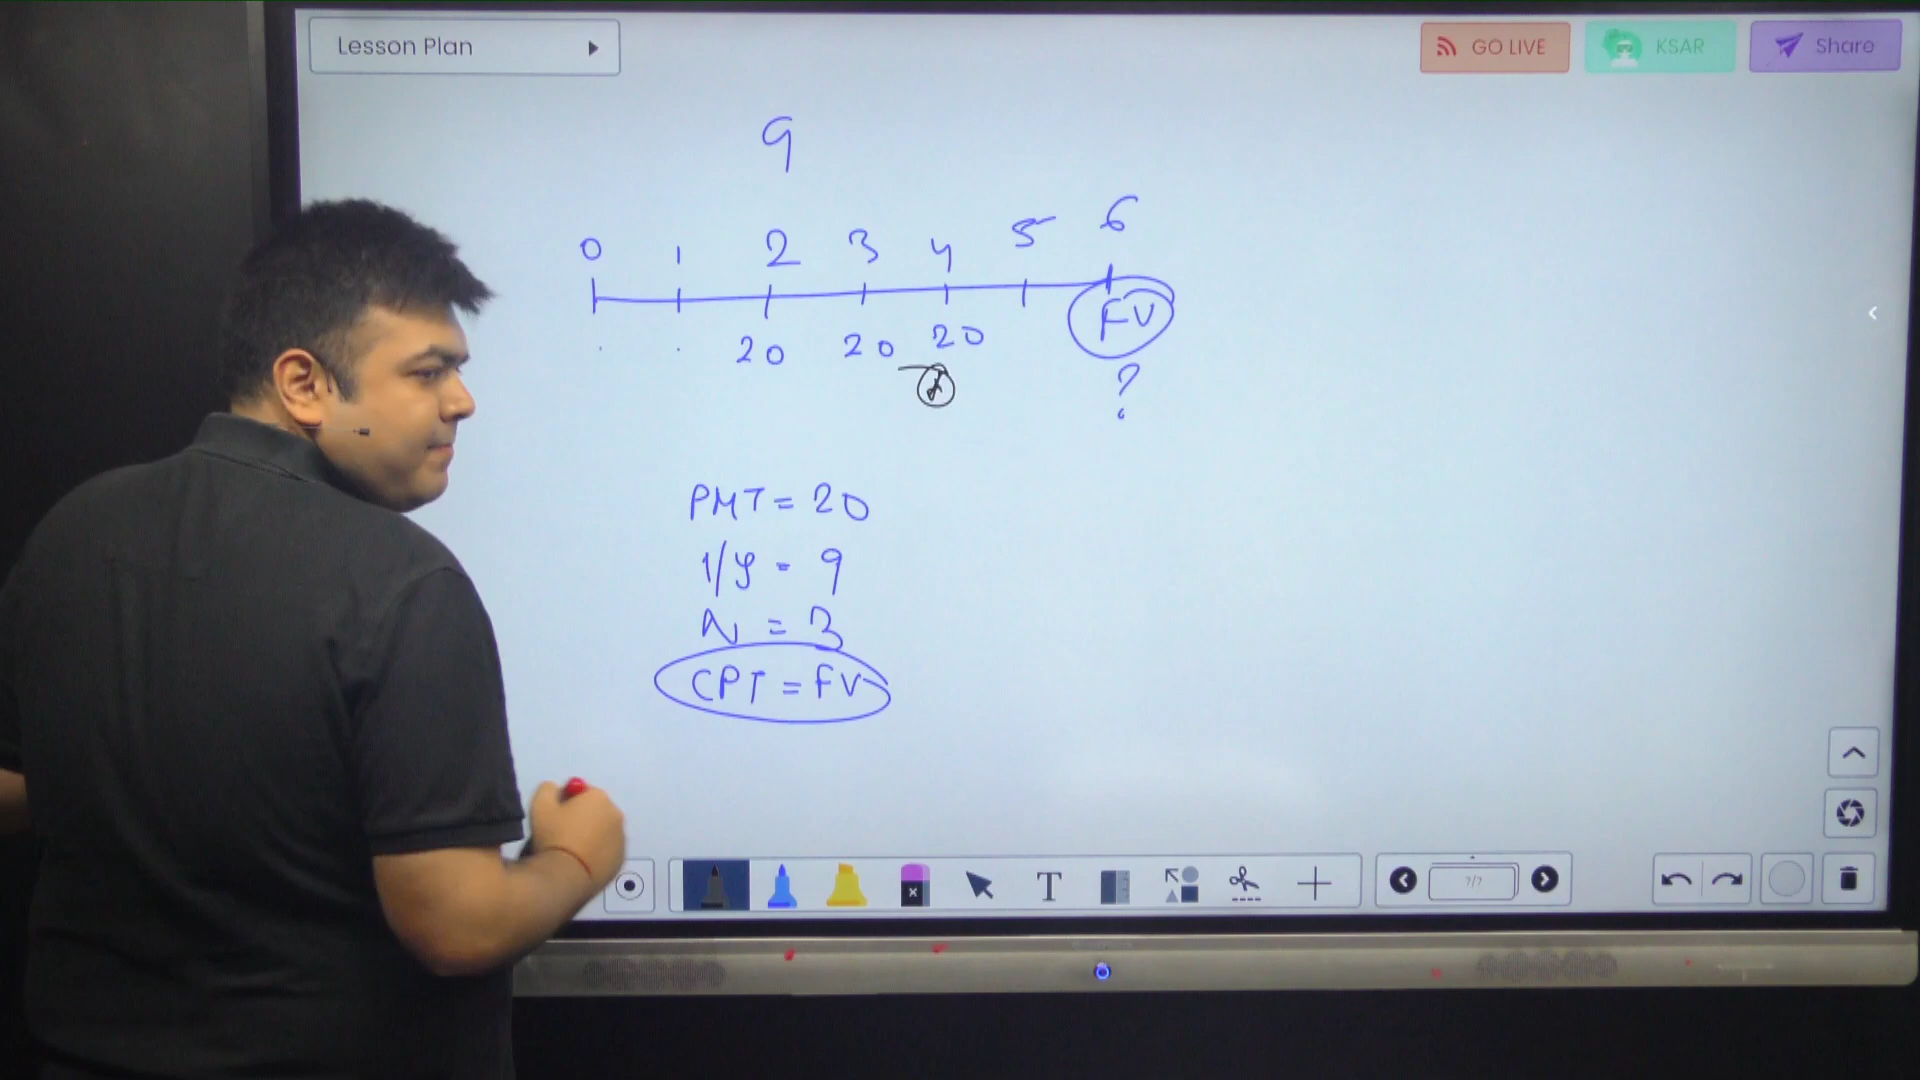 Lesson Plan
GO LIVE
KSAR
Share
9
0 1 2 3 4 5 6
20 20 20 FV
?
PMT = 20
I/Y = 9
N = 3
CPT = FV
T
?/?